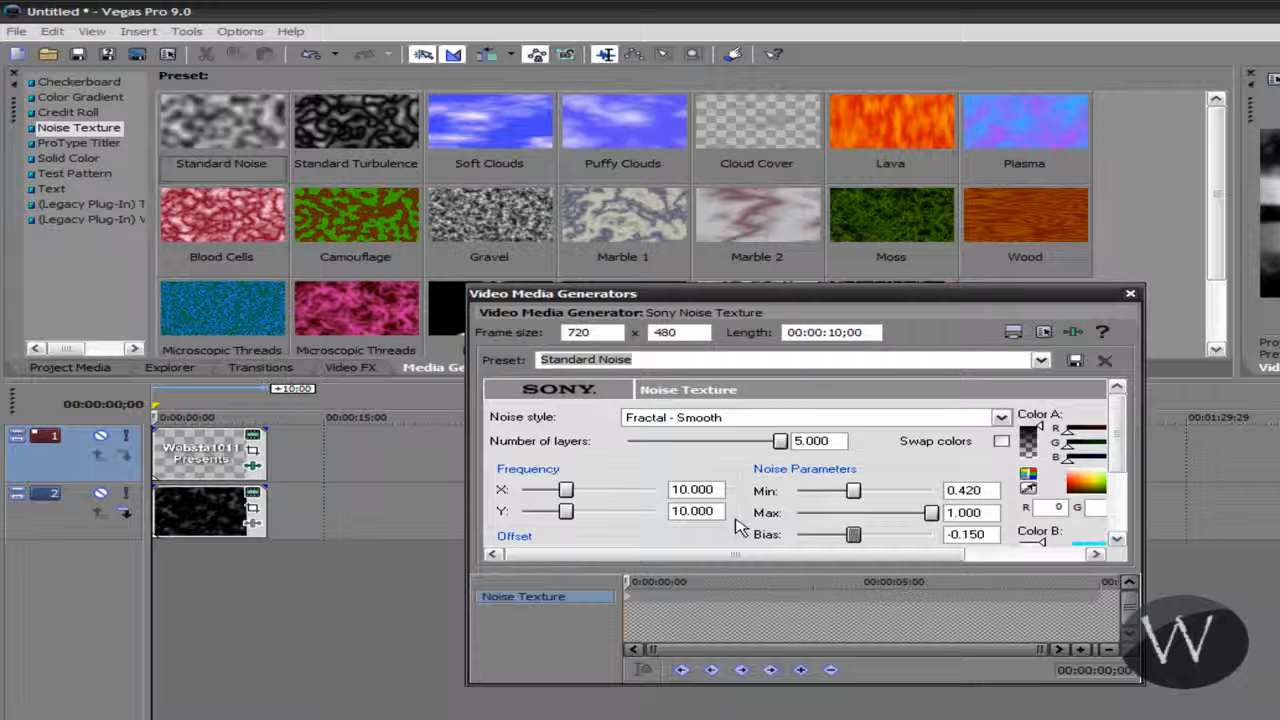 Untitled * - Vegas Pro 9.0
File Edit View Insert Tools Options Help
Checkerboard
Color Gradient
Credit Roll
Noise Texture
ProType Titler
Solid Color
Test Pattern
Text
(Legacy Plug-In) T
(Legacy Plug-In) V
Preset:
Standard Noise Standard Turbulence Soft Clouds Puffy Clouds Cloud Cover Lava Plasma
Blood Cells Camouflage Gravel Marble 1 Marble 2 Moss Wood
Microscopic Threads Microscopic Threads
Project Media Explorer Transitions Video FX Media Ge
Video Media Generators
Video Media Generator: Sony Noise Texture
Frame size: 720 x 480 Length: 00:00:10;00
Preset: Standard Noise
SONY. Noise Texture
Noise style: Fractal - Smooth
Number of layers: 5.000 Swap colors
Color A:
R
G
B
Frequency
X: 10.000
Y: 10.000
Offset
Noise Parameters
Min: 0.420
Max: 1.000
Bias: -0.150
R 0 G
Color B:
Noise Texture
0:00:00:00 00:00:05;00 00:
00:00:00;00
+10:00
00:00:00;00
0:00:00:00 00:00:15;00 00:01:29;29
1
Wobsta1011
Presents
2
W